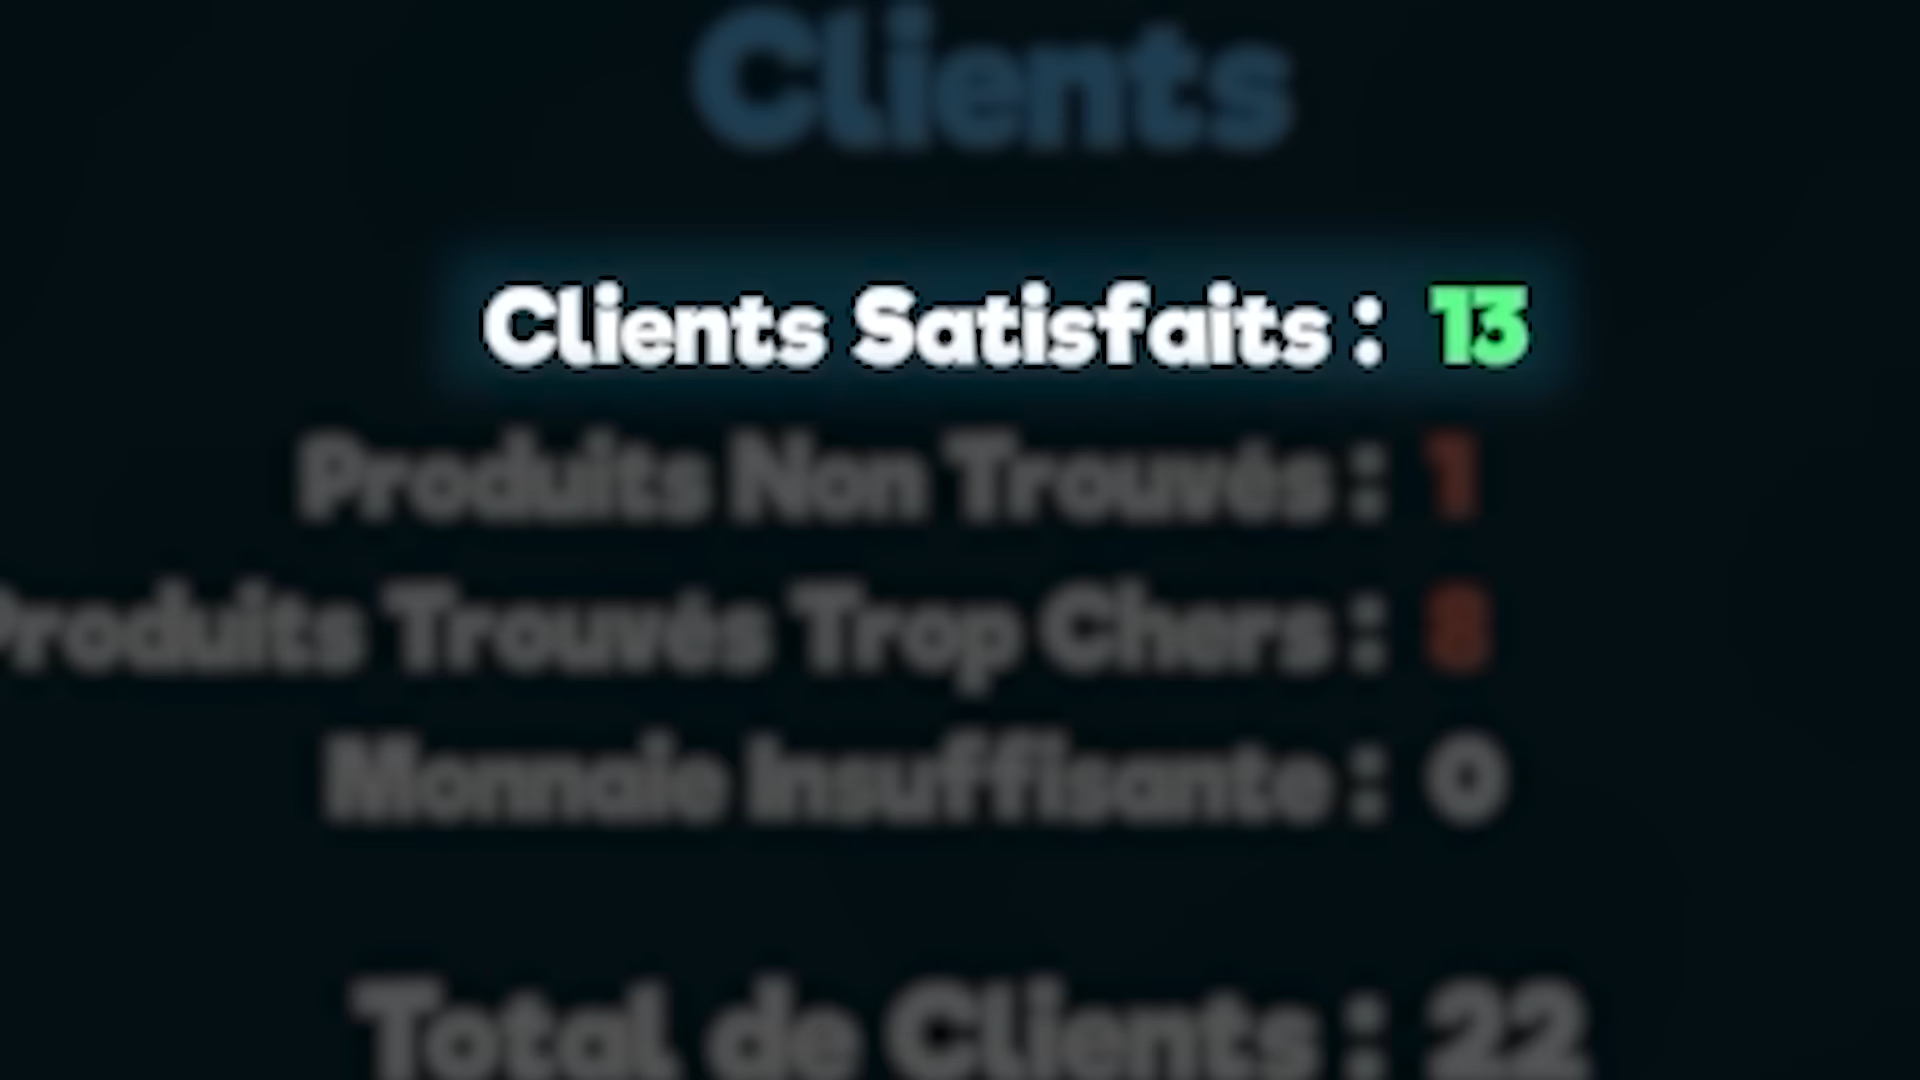 Clients
Clients Satisfaits : 13
Produits Non Trouvés : 1
Produits Trouvés Trop Chers : 8
Monnaie Insuffisante : 0
Total de Clients : 22